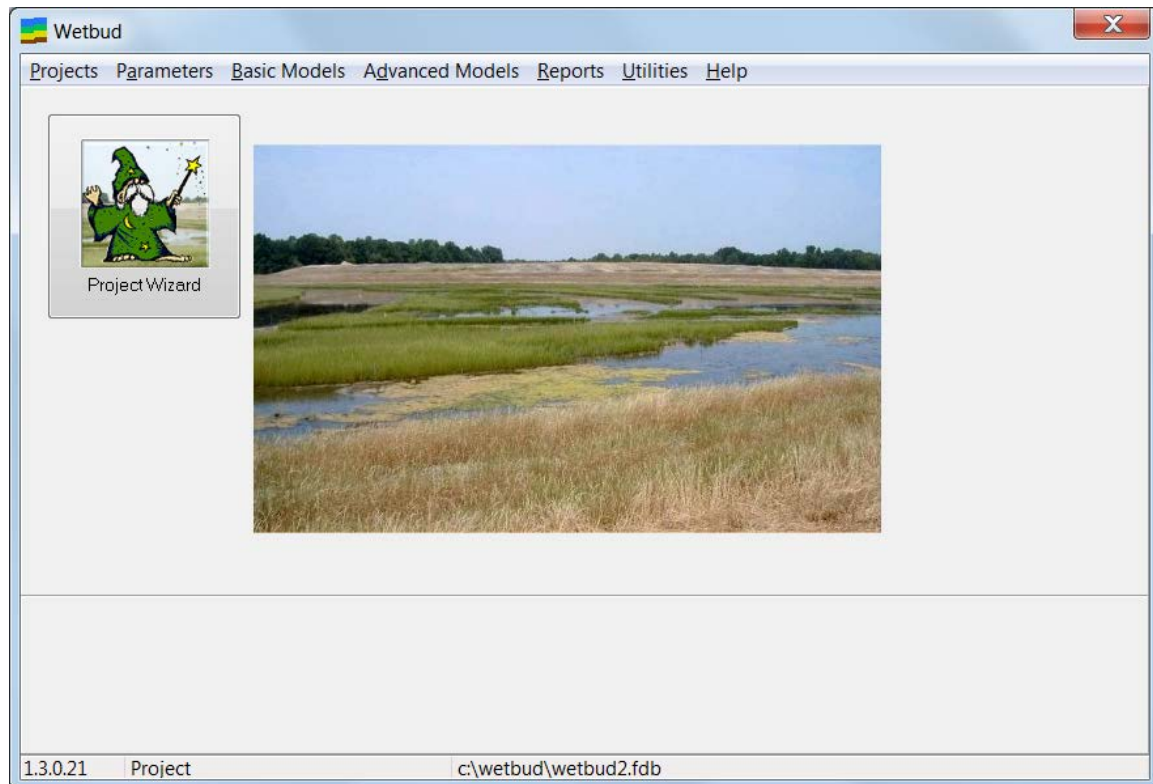 Wetbud
Projects Parameters Basic Models Advanced Models Reports Utilities Help
Project Wizard
1.3.0.21 Project c:\wetbud\wetbud2.fdb